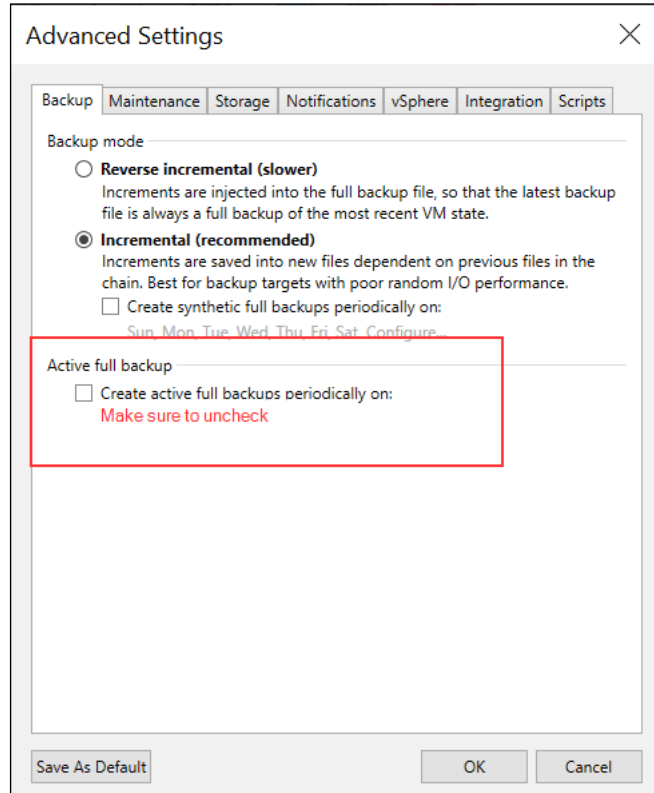 Advanced Settings
Backup Maintenance Storage Notifications vSphere Integration Scripts
Backup mode
Reverse incremental (slower)
Increments are injected into the full backup file, so that the latest backup
file is always a full backup of the most recent VM state.
Incremental (recommended)
Increments are saved into new files dependent on previous files in the
chain. Best for backup targets with poor random I/O performance.
Create synthetic full backups periodically on:
Sun, Mon, Tue, Wed, Thu, Fri, Sat, Configure...
Active full backup
Create active full backups periodically on:
Make sure to uncheck
Save As Default OK Cancel